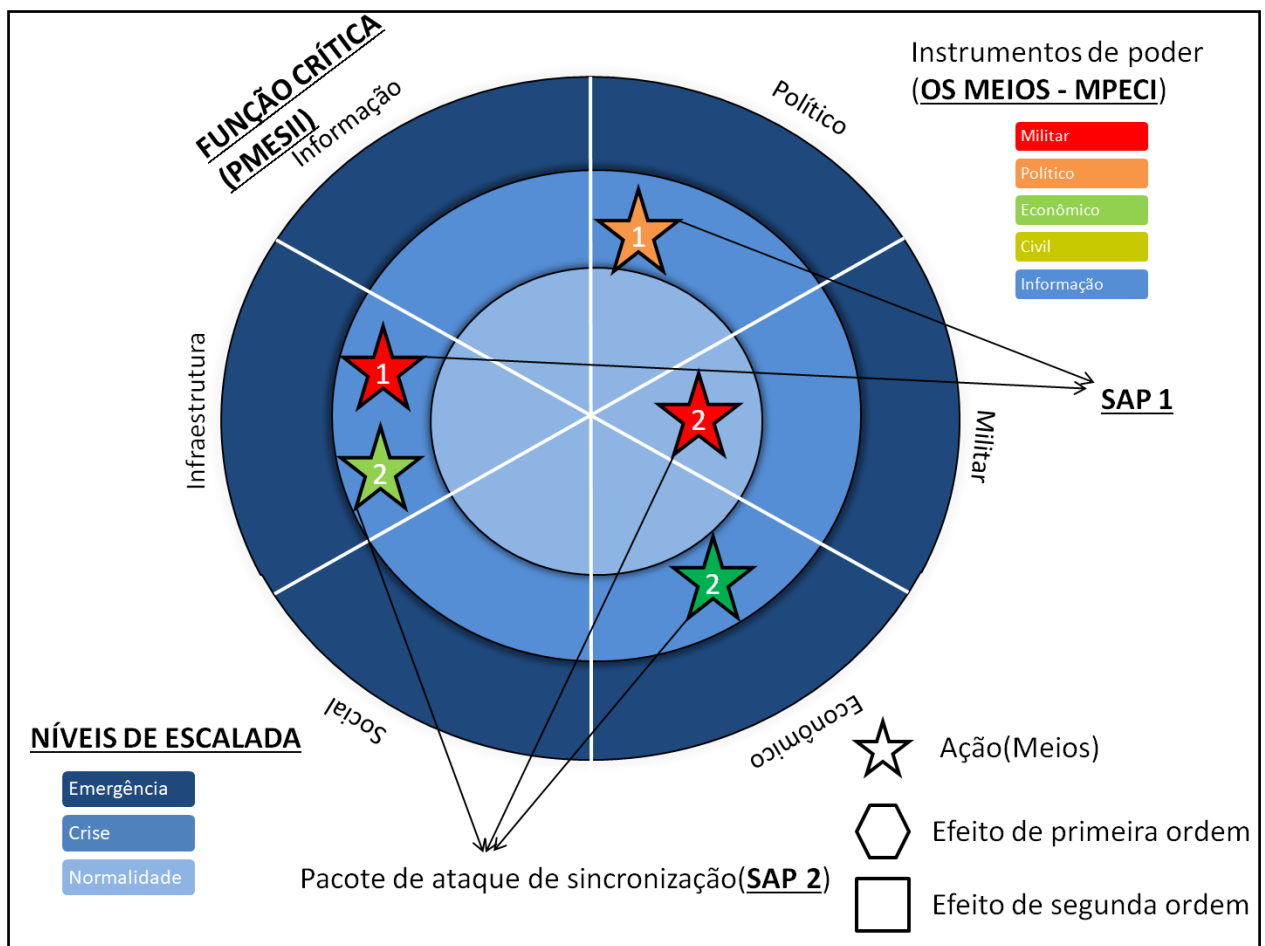 FUNÇÃO CRÍTICA
(PMESII)
Informação
Político
Instrumentos de poder
(OS MEIOS - MPECI)
Militar
Político
Econômico
Civil
Informação
1
1
2
2
2
Infraestrutura
Militar
SAP 1
Social
Econômico
NÍVEIS DE ESCALADA
Emergência
Crise
Normalidade
Pacote de ataque de sincronização(SAP 2)
Ação(Meios)
Efeito de primeira ordem
Efeito de segunda ordem